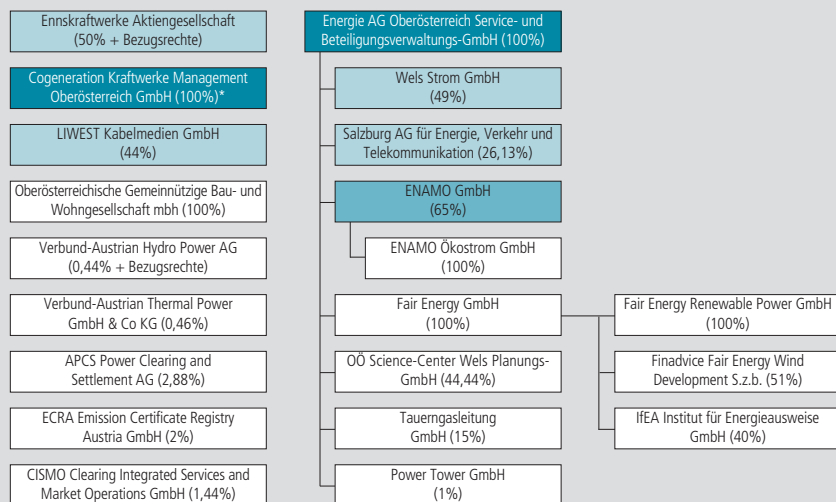 Ennskraftwerke Aktiengesellschaft
(50% + Bezugsrechte)
Cogeneration Kraftwerke Management
Oberösterreich GmbH (100%)*
LIWEST Kabelmedien GmbH
(44%)
Oberösterreichische Gemeinnützige Bau- und
Wohngesellschaft mbh (100%)
Verbund-Austrian Hydro Power AG
(0,44% + Bezugsrechte)
Verbund-Austrian Thermal Power
GmbH & Co KG (0,46%)
APCS Power Clearing and
Settlement AG (2,88%)
ECRA Emission Certificate Registry
Austria GmbH (2%)
CISMO Clearing Integrated Services and
Market Operations GmbH (1,44%)
Energie AG Oberösterreich Service- und
Beteiligungsverwaltungs-GmbH (100%)
Wels Strom GmbH
(49%)
Salzburg AG für Energie, Verkehr und
Telekommunikation (26,13%)
ENAMO GmbH
(65%)
ENAMO Ökostrom GmbH
(100%)
Fair Energy GmbH
(100%)
OÖ Science-Center Wels Planungs-
GmbH (44,44%)
Tauerngasleitung
GmbH (15%)
Power Tower GmbH
(1%)
Fair Energy Renewable Power GmbH
(100%)
Finadvice Fair Energy Wind
Development S.z.b. (51%)
IfEA Institut für Energieausweise
GmbH (40%)